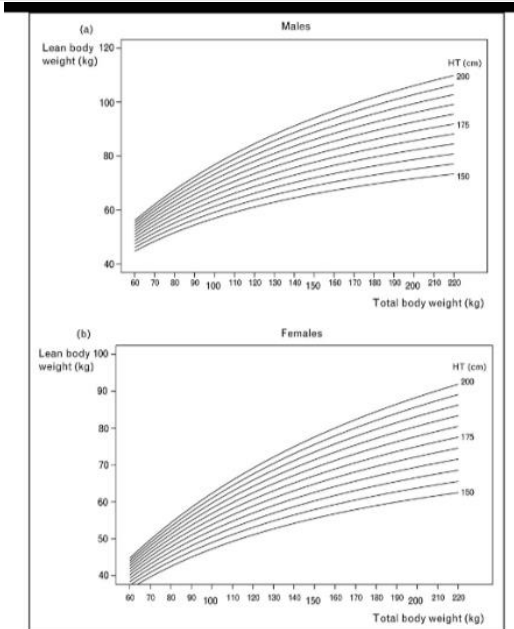 (a) Males
Lean body 120
weight (kg)
HT (cm)
200
100
175
80
150
60
40
60 70 80 90 100 110 120 130 140 150 160 170 180 190 200 210 220
Total body weight (kg)
(b) Females
Lean body 100
weight (kg)
HT (cm)
90
200
80
175
70
150
60
50
40
60 70 80 90 100 110 120 130 140 150 160 170 180 190 200 210 220
Total body weight (kg)